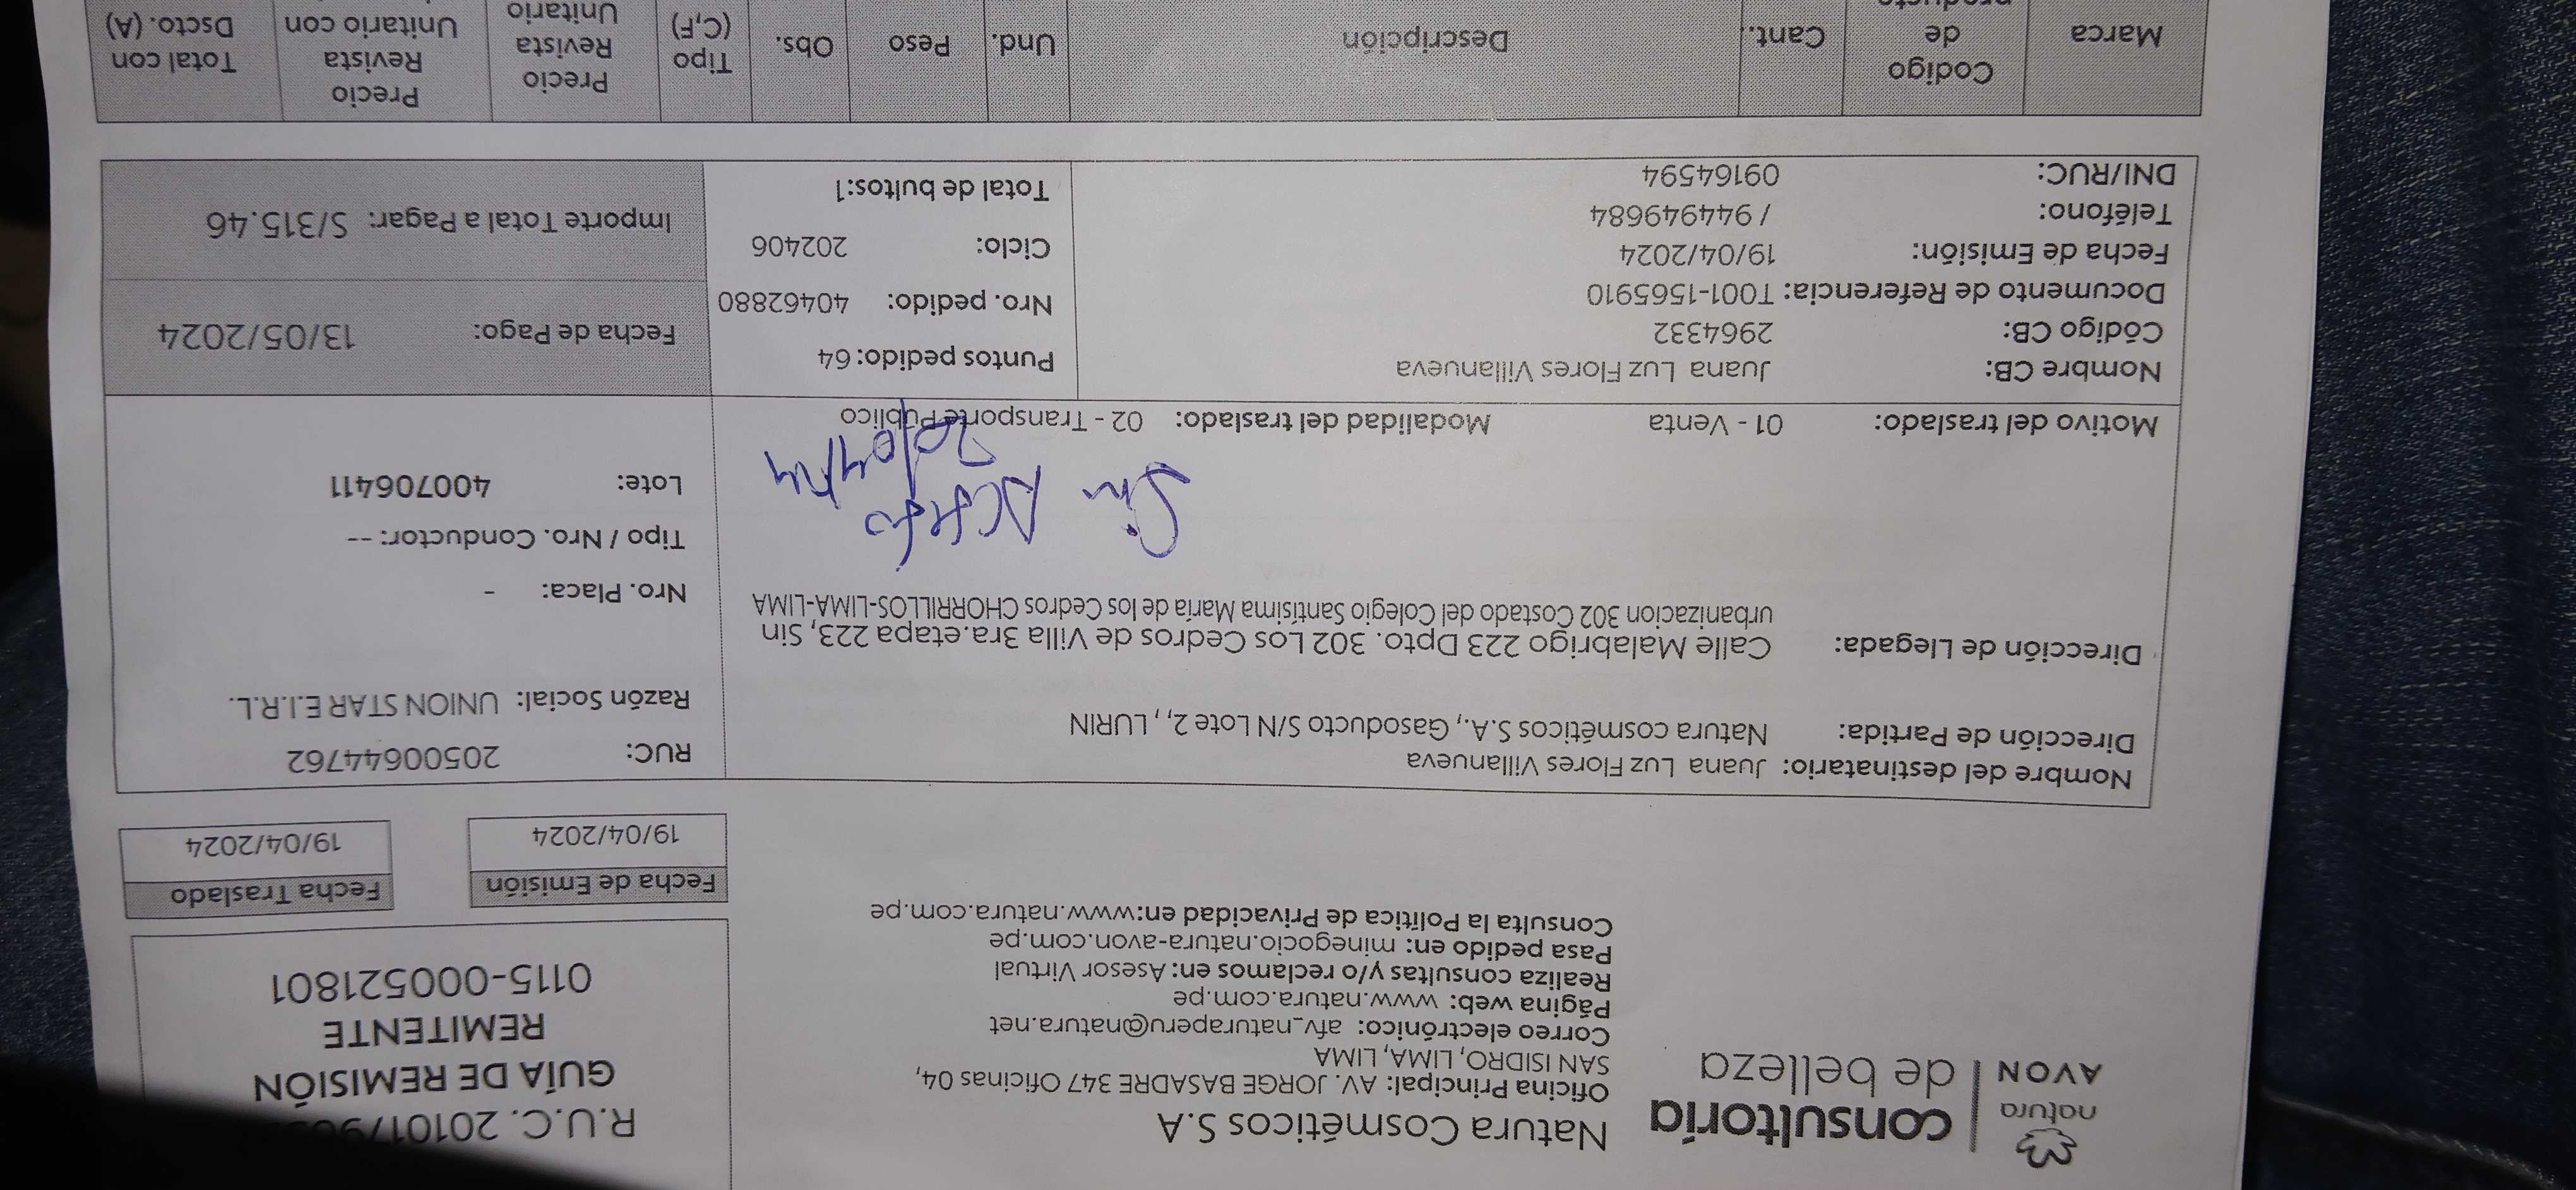 natura
AVON
consultoría
de belleza
Natura Cosméticos S.A
Oficina Principal: AV. JORGE BASADRE 347 Oficinas 04,
SAN ISIDRO, LIMA, LIMA
Correo electrónico: afv_naturaperu@natura.net
Página web: www.natura.com.pe
Realiza consultas y/o reclamos en: Asesor Virtual
Pasa pedido en: minegocio.natura-avon.com.pe
Consulta la Política de Privacidad en:www.natura.com.pe
R.U.C.
GUÍA DE REMISIÓN
REMITENTE
0115-000521801
Fecha de Emisión
19/04/2024
Fecha Traslado
19/04/2024
Nombre del destinatario: Juana Luz Flores Villanueva
Dirección de Partida: Natura cosméticos S.A., Gasoducto S/N Lote 2, , LURIN
Dirección de Llegada: Calle Malabrigo 223 Dpto. 302 Los Cedros de Villa 3ra.etapa 223, Sin
urbanizacion 302 Costado del Colegio Santísima María de los Cedros CHORRILLOS-LIMA-LIMA
RUC: 20500644762
Razón Social: UNION STAR E.I.R.L.
Nro. Placa: -
Tipo / Nro. Conductor: --
Lote: 400706411
Sin
Motivo del traslado: 01 - Venta Modalidad del traslado: 02 - Transporte Público
Nombre CB: Juana Luz Flores Villanueva
Código CB: 2964332
Documento de Referencia: T001-1565910
Fecha de Emisión: 19/04/2024
Teléfono: / 944949684
DNI/RUC: 09164594
Puntos pedido: 64
Nro. pedido: 40462880
Ciclo: 202406
Total de bultos:1
Fecha de Pago: 13/05/2024
Importe Total a Pagar: S/315.46
Marca
Codigo
de
producto
Cant.
Descripción
Und.
Peso
Obs.
Tipo
(C,F)
Precio
Revista
Unitario
Precio
Revista
Unitario con
Total con
Dscto. (A)